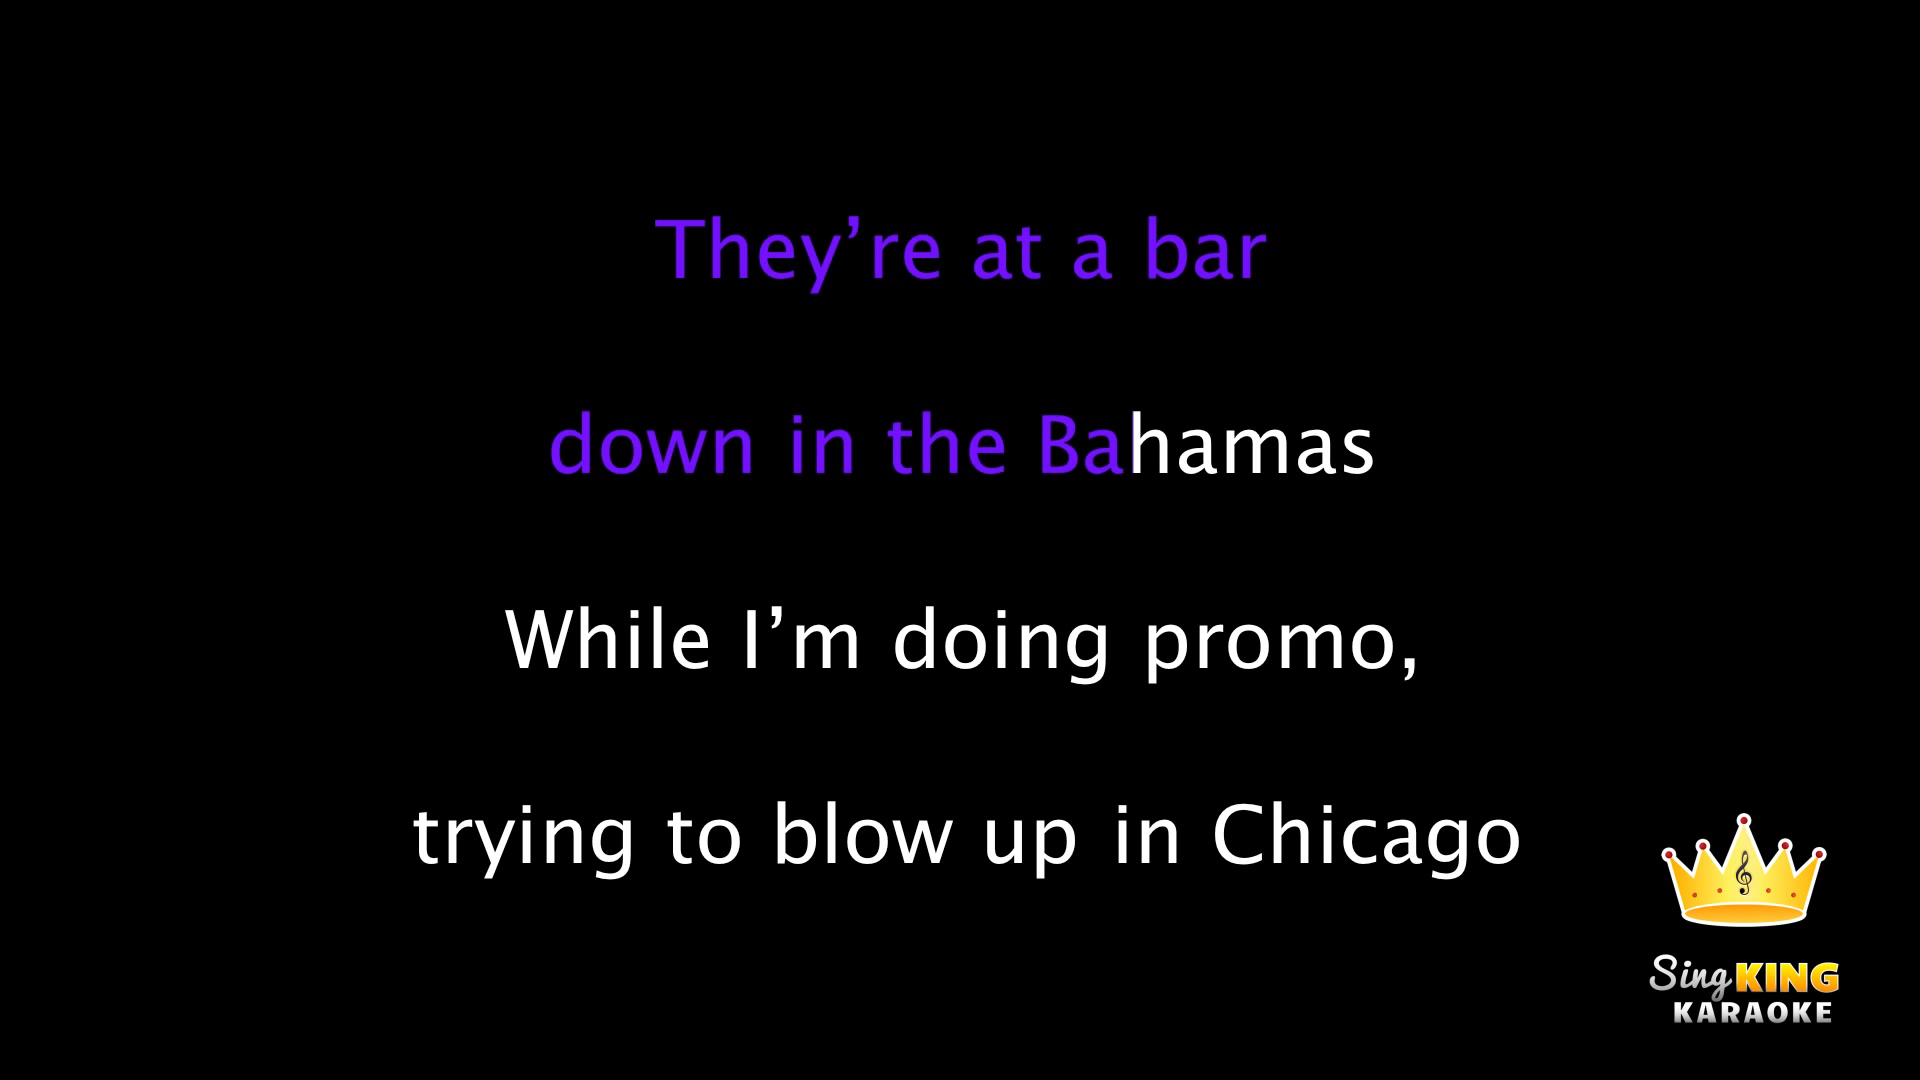 They’re at a bar
down in the Bahamas
While I’m doing promo,
trying to blow up in Chicago
Sing KING
KARAOKE